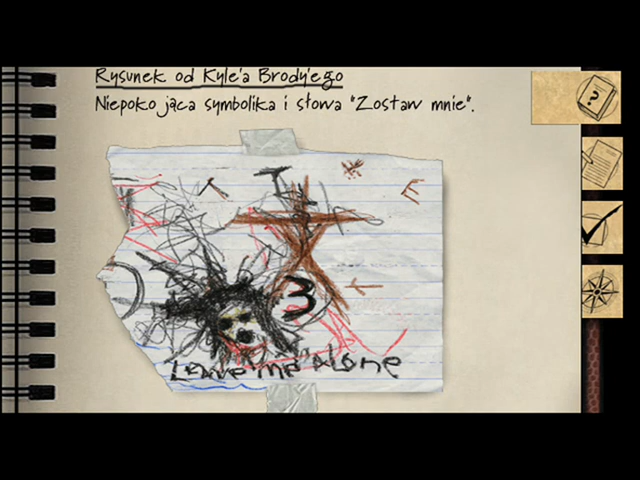 Rysunek od Kyle'a Brody'ego
Niepokojąca symbolika i słowa "Zostaw mnie".
T T E
3
Leave me alone
?